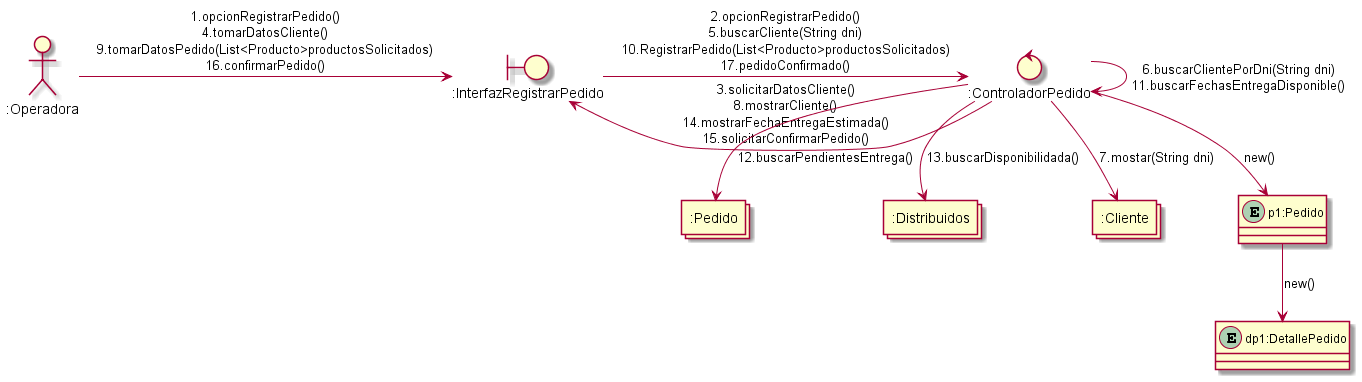 1.opcionRegistrarPedido()
4.tomarDatosCliente()
9.tomarDatosPedido(List<Producto>productosSolicitados)
16.confirmarPedido()
:Operadora
:InterfazRegistrarPedido
2.opcionRegistrarPedido()
5.buscarCliente(String dni)
10.RegistrarPedido(List<Producto>productosSolicitados)
17.pedidoConfirmado()
:ControladorPedido
6.buscarClientePorDni(String dni)
11.buscarFechasEntregaDisponible()
3.solicitarDatosCliente()
8.mostrarCliente()
14.mostrarFechaEntregaEstimada()
15.solicitarConfirmarPedido()
12.buscarPendientesEntrega()
13.buscarDisponibilidada()
7.mostar(String dni)
new()
:Pedido
:Distribuidos
:Cliente
E p1:Pedido
new()
E dp1:DetallePedido